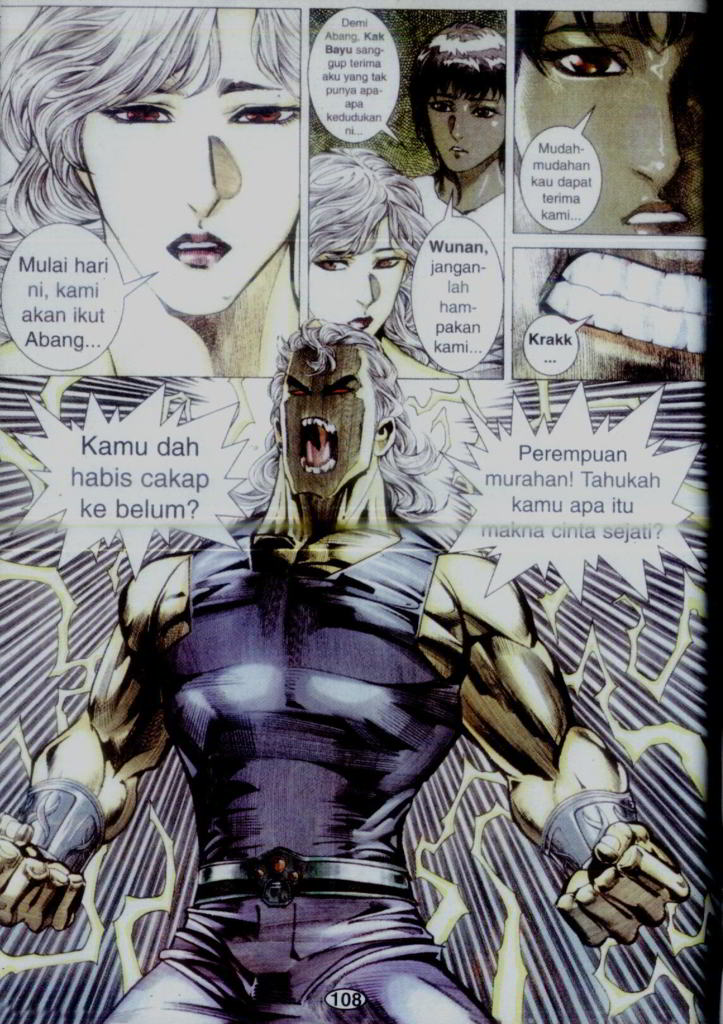 Mulai hari
ni, kami
akan ikut
Abang...
Demi
Abang, Kak
Bayu sang-
gup terima
aku yang tak
punya apa-
apa
kedudukan
ni...
Wunan,
jangan-
lah
ham-
pakan
kami...
Mudah-
mudahan
kau dapat
terima
kami...
Krakk
...
Kamu dah
habis cakap
ke belum?
Perempuan
murahan! Tahukah
kamu apa itu
makna cinta sejati?
108